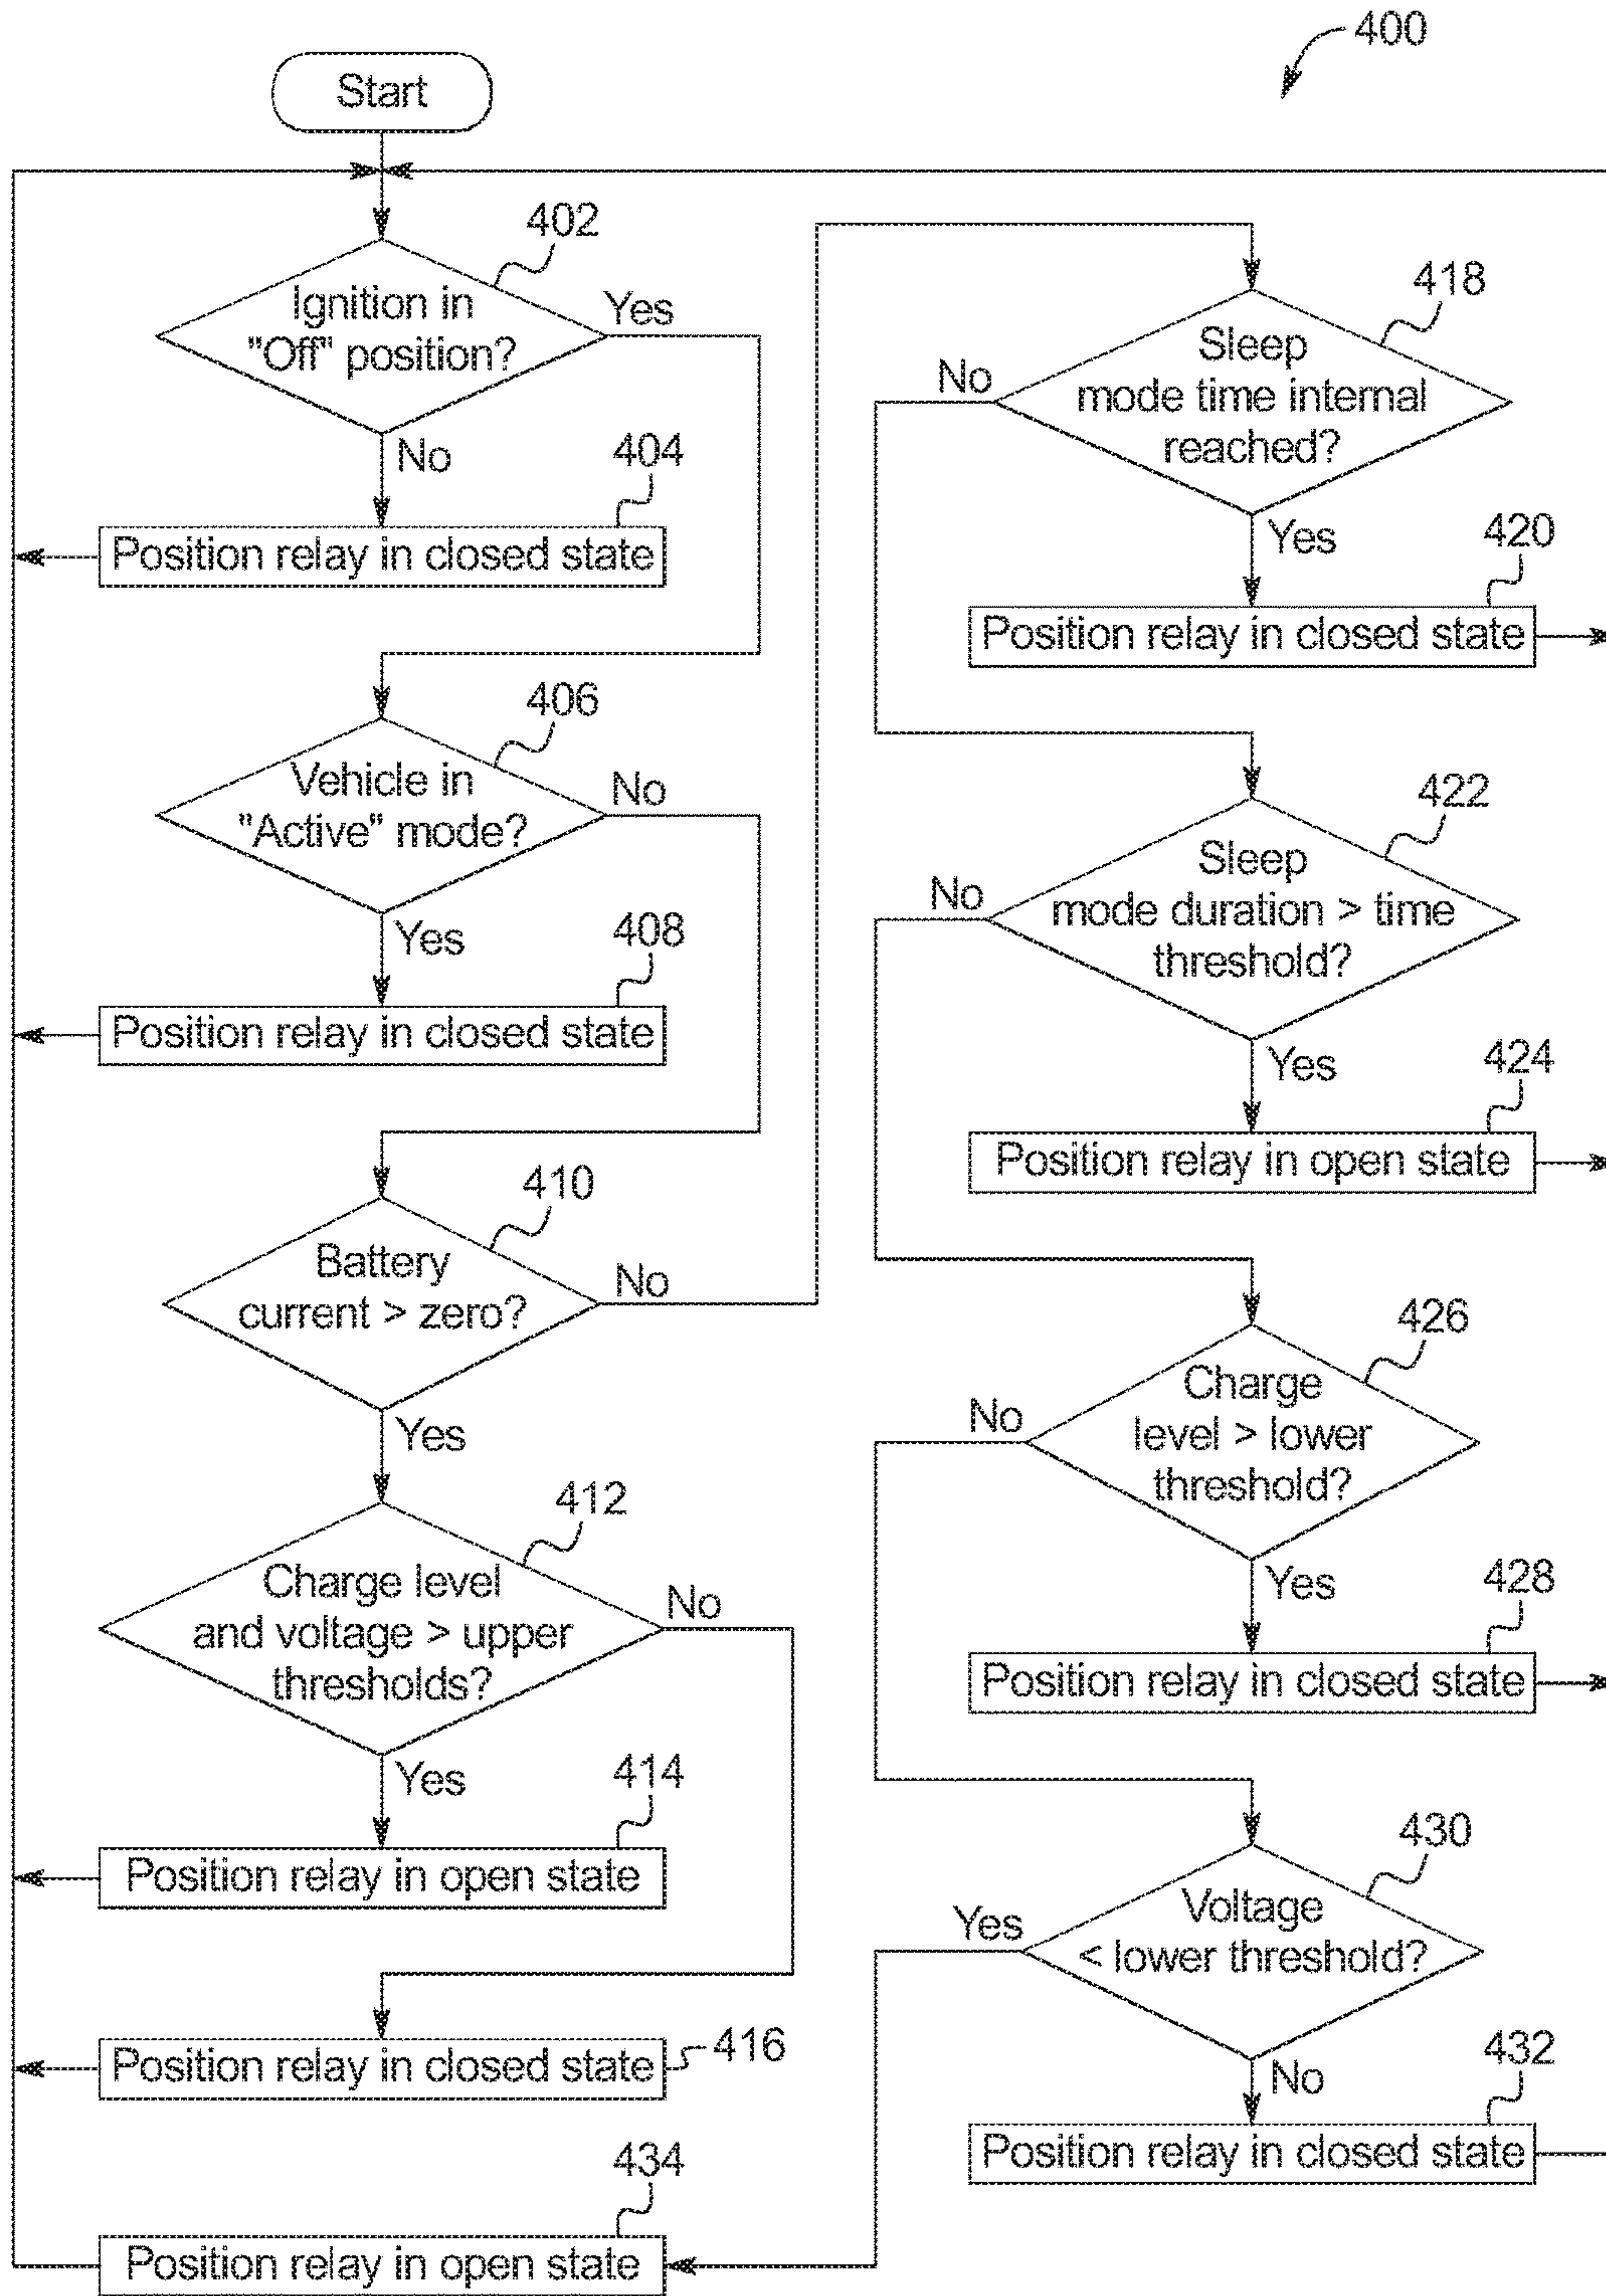 400
Start
402
Ignition in
"Off" position?
Yes
No
404
Position relay in closed state
406
Vehicle in
"Active" mode?
No
Yes
408
Position relay in closed state
410
Battery
current > zero?
No
Yes
412
Charge level
and voltage > upper
thresholds?
No
Yes
414
Position relay in open state
Position relay in closed state
416
434
Position relay in open state
418
Sleep
mode time internal
reached?
No
Yes
420
Position relay in closed state
422
Sleep
mode duration > time
threshold?
No
Yes
424
Position relay in open state
426
Charge
level > lower
threshold?
No
Yes
428
Position relay in closed state
430
Voltage
< lower threshold?
Yes
No
432
Position relay in closed state